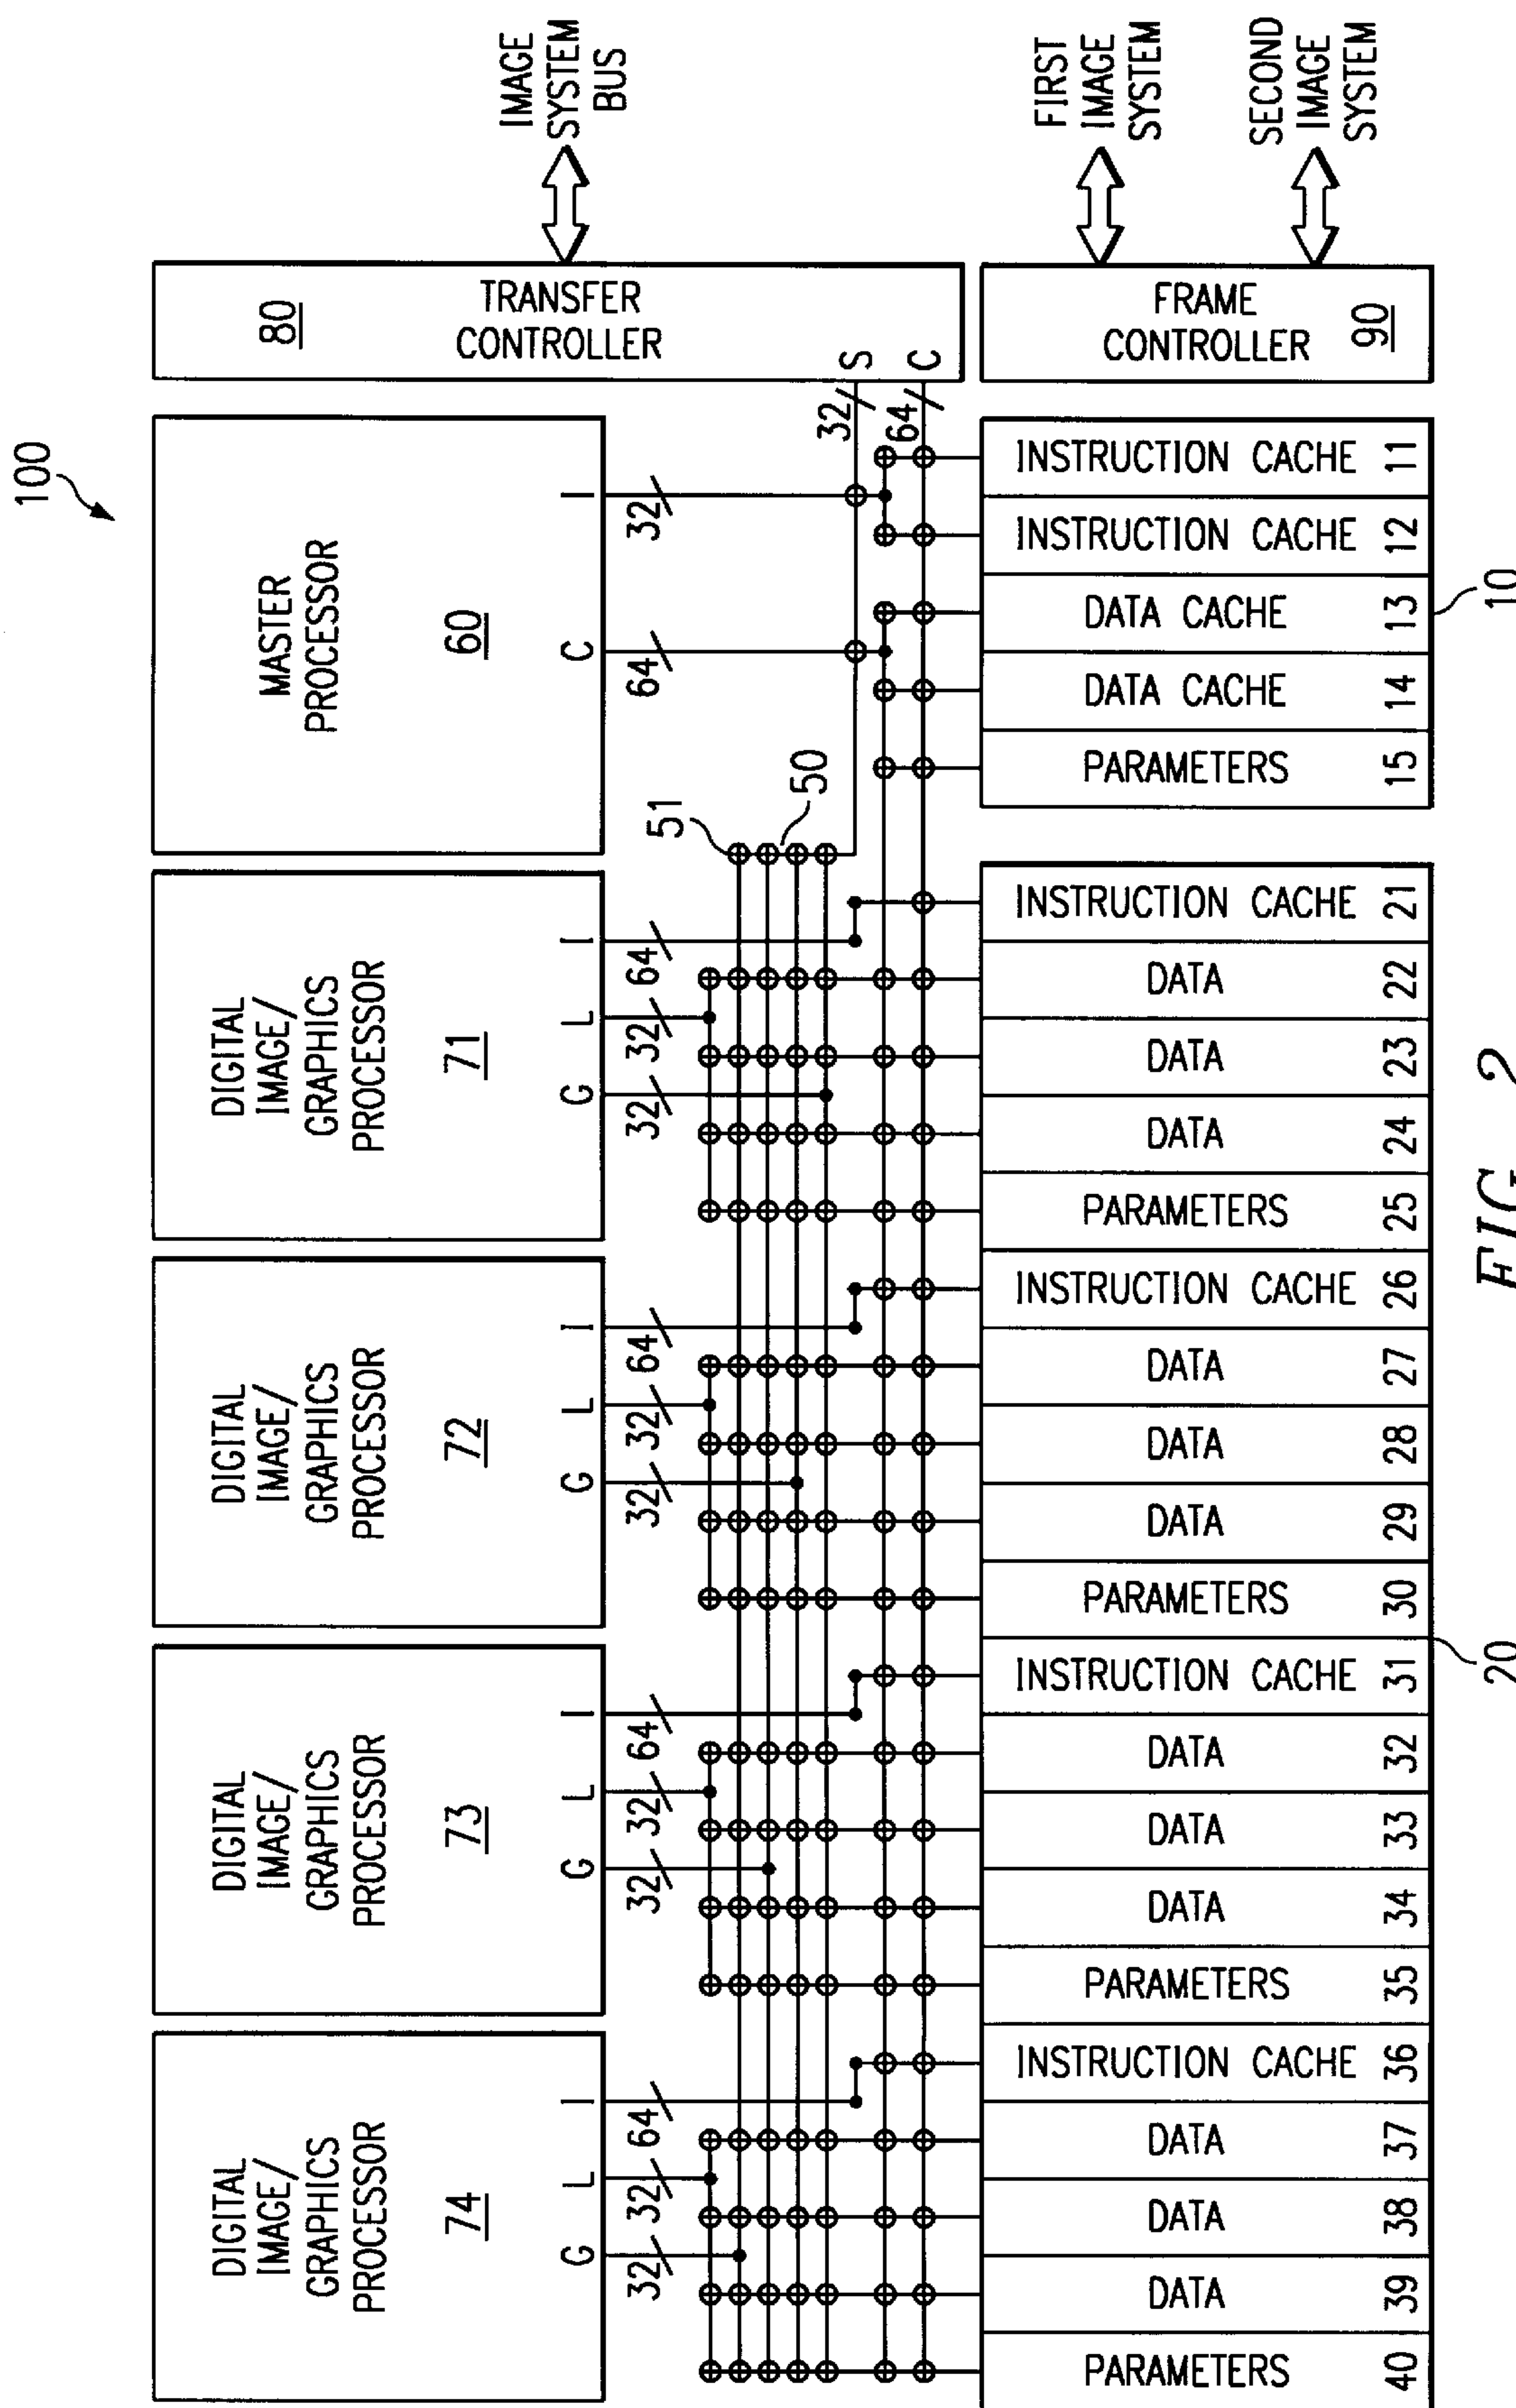 100
DIGITAL
IMAGE/
GRAPHICS
PROCESSOR
74
G
L
I
DIGITAL
IMAGE/
GRAPHICS
PROCESSOR
73
G
L
I
DIGITAL
IMAGE/
GRAPHICS
PROCESSOR
72
G
L
I
DIGITAL
IMAGE/
GRAPHICS
PROCESSOR
71
G
L
I
MASTER
PROCESSOR
60
C
I
80
TRANSFER
CONTROLLER
S
C
IMAGE
SYSTEM
BUS
32
32
64
32
32
64
32
32
64
32
32
64
64
32
51
50
32
64
PARAMETERS 40
DATA 39
DATA 38
DATA 37
INSTRUCTION CACHE 36
PARAMETERS 35
DATA 34
DATA 33
DATA 32
INSTRUCTION CACHE 31
PARAMETERS 30
DATA 29
DATA 28
DATA 27
INSTRUCTION CACHE 26
PARAMETERS 25
DATA 24
DATA 23
DATA 22
INSTRUCTION CACHE 21
PARAMETERS 15
DATA CACHE 14
DATA CACHE 13
INSTRUCTION CACHE 12
INSTRUCTION CACHE 11
FRAME
CONTROLLER
90
FIRST
IMAGE
SYSTEM
SECOND
IMAGE
SYSTEM
20
10
FIG. 2